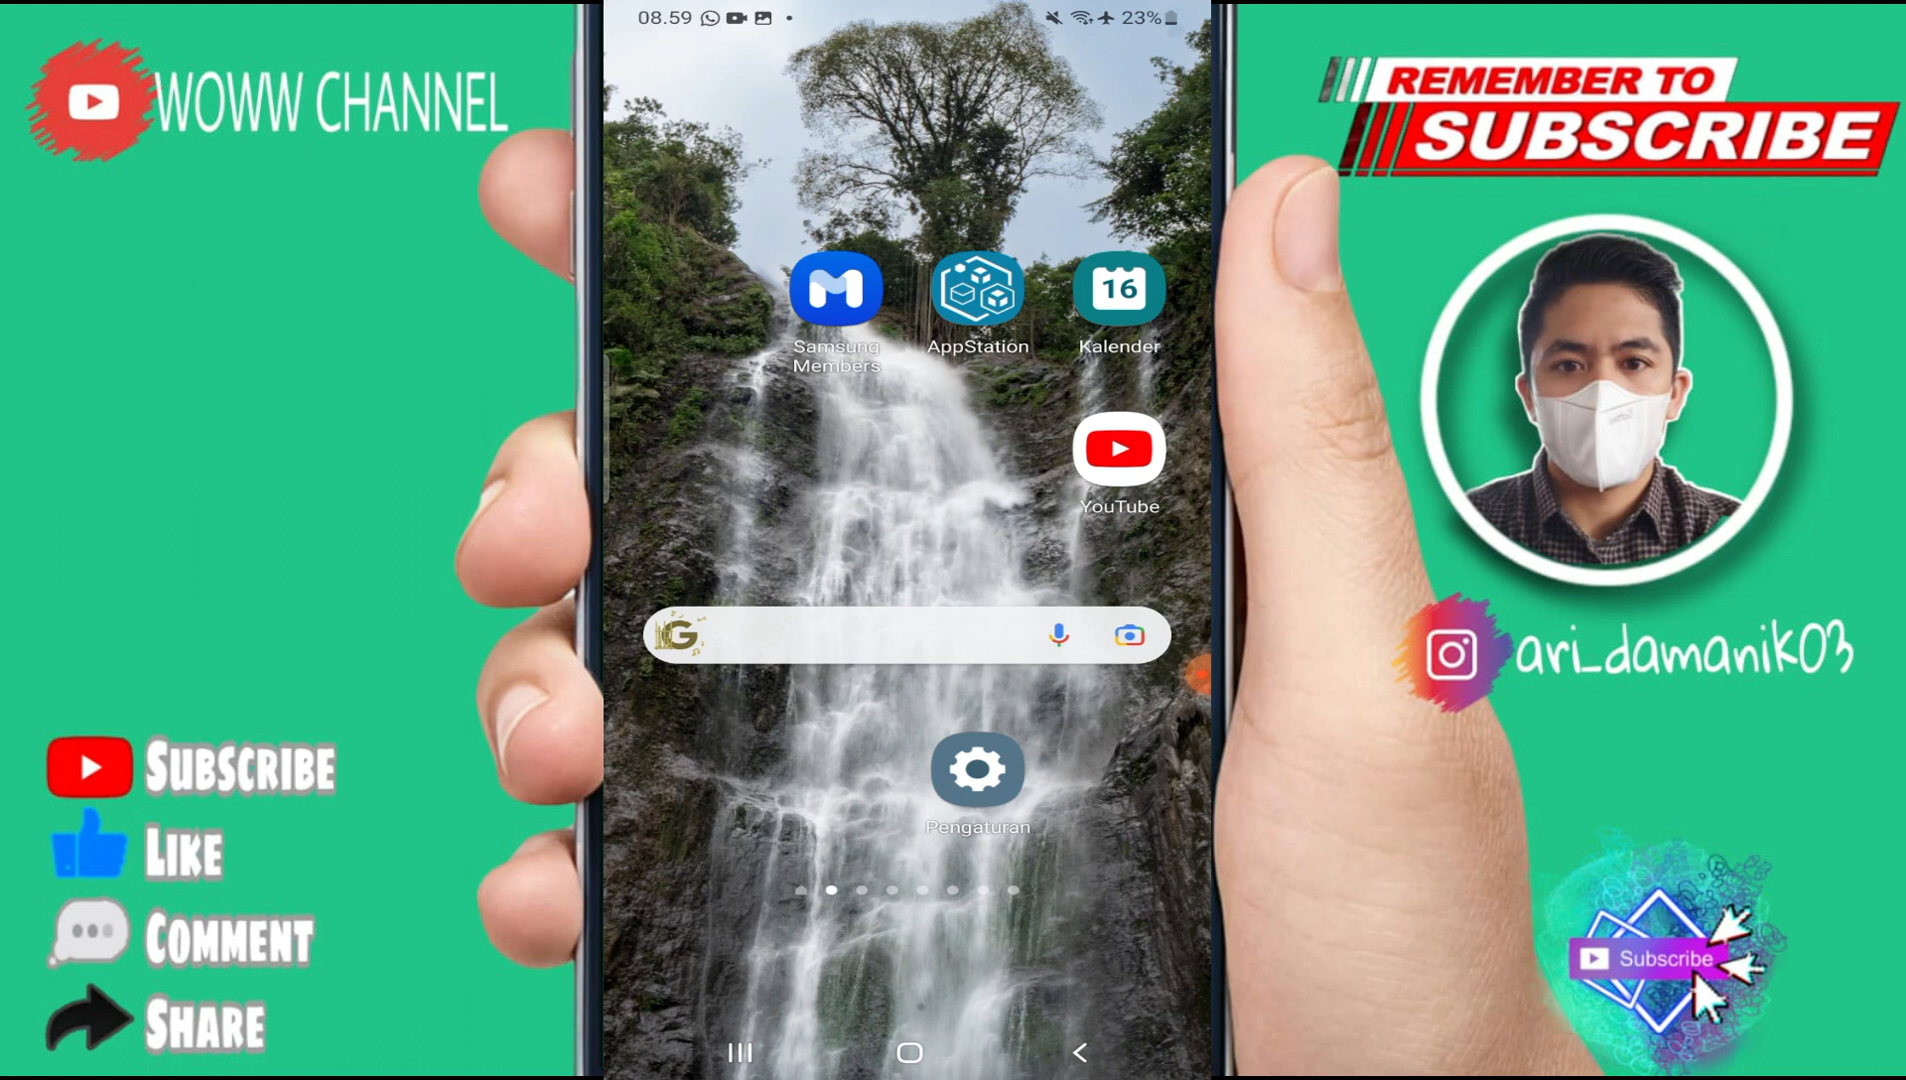 WOWW CHANNEL
08.59
23%
REMEMBER TO
SUBSCRIBE
16
Samsung
Members
AppStation
Kalender
YouTube
G
ari_damanik03
Pengaturan
SUBSCRIBE
LIKE
COMMENT
SHARE
Subscribe